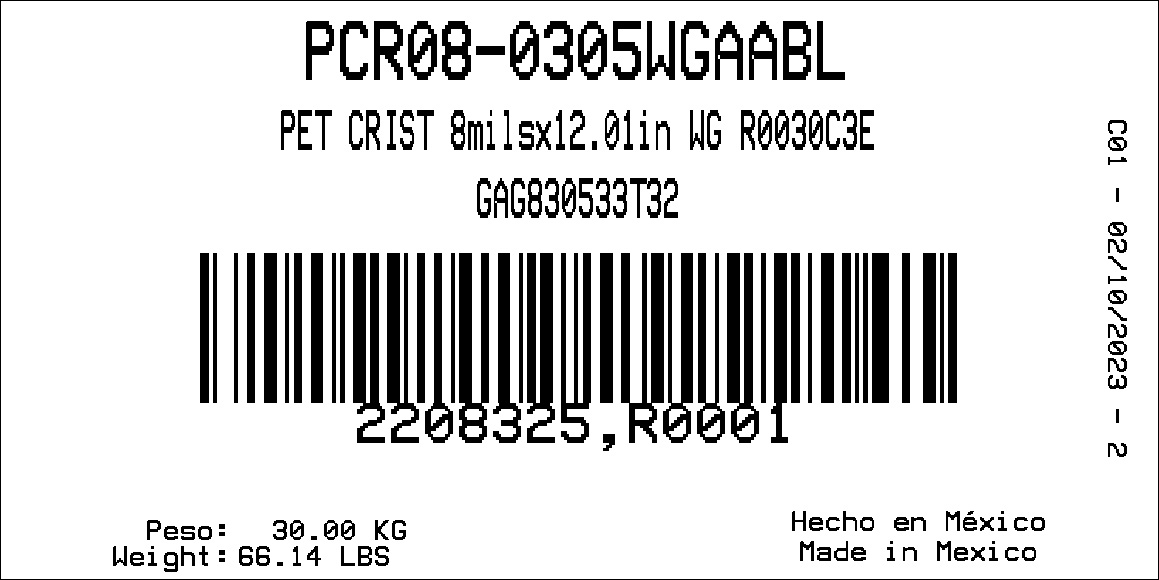 PCR08-0305WGAABL
PET CRIST 8milsx12.01in WG R0030C3E
GAG830533T32
2208325,R0001
Peso: 30.00 KG
Weight: 66.14 LBS
Hecho en México
Made in Mexico
C01 - 02/10/2023 - 2